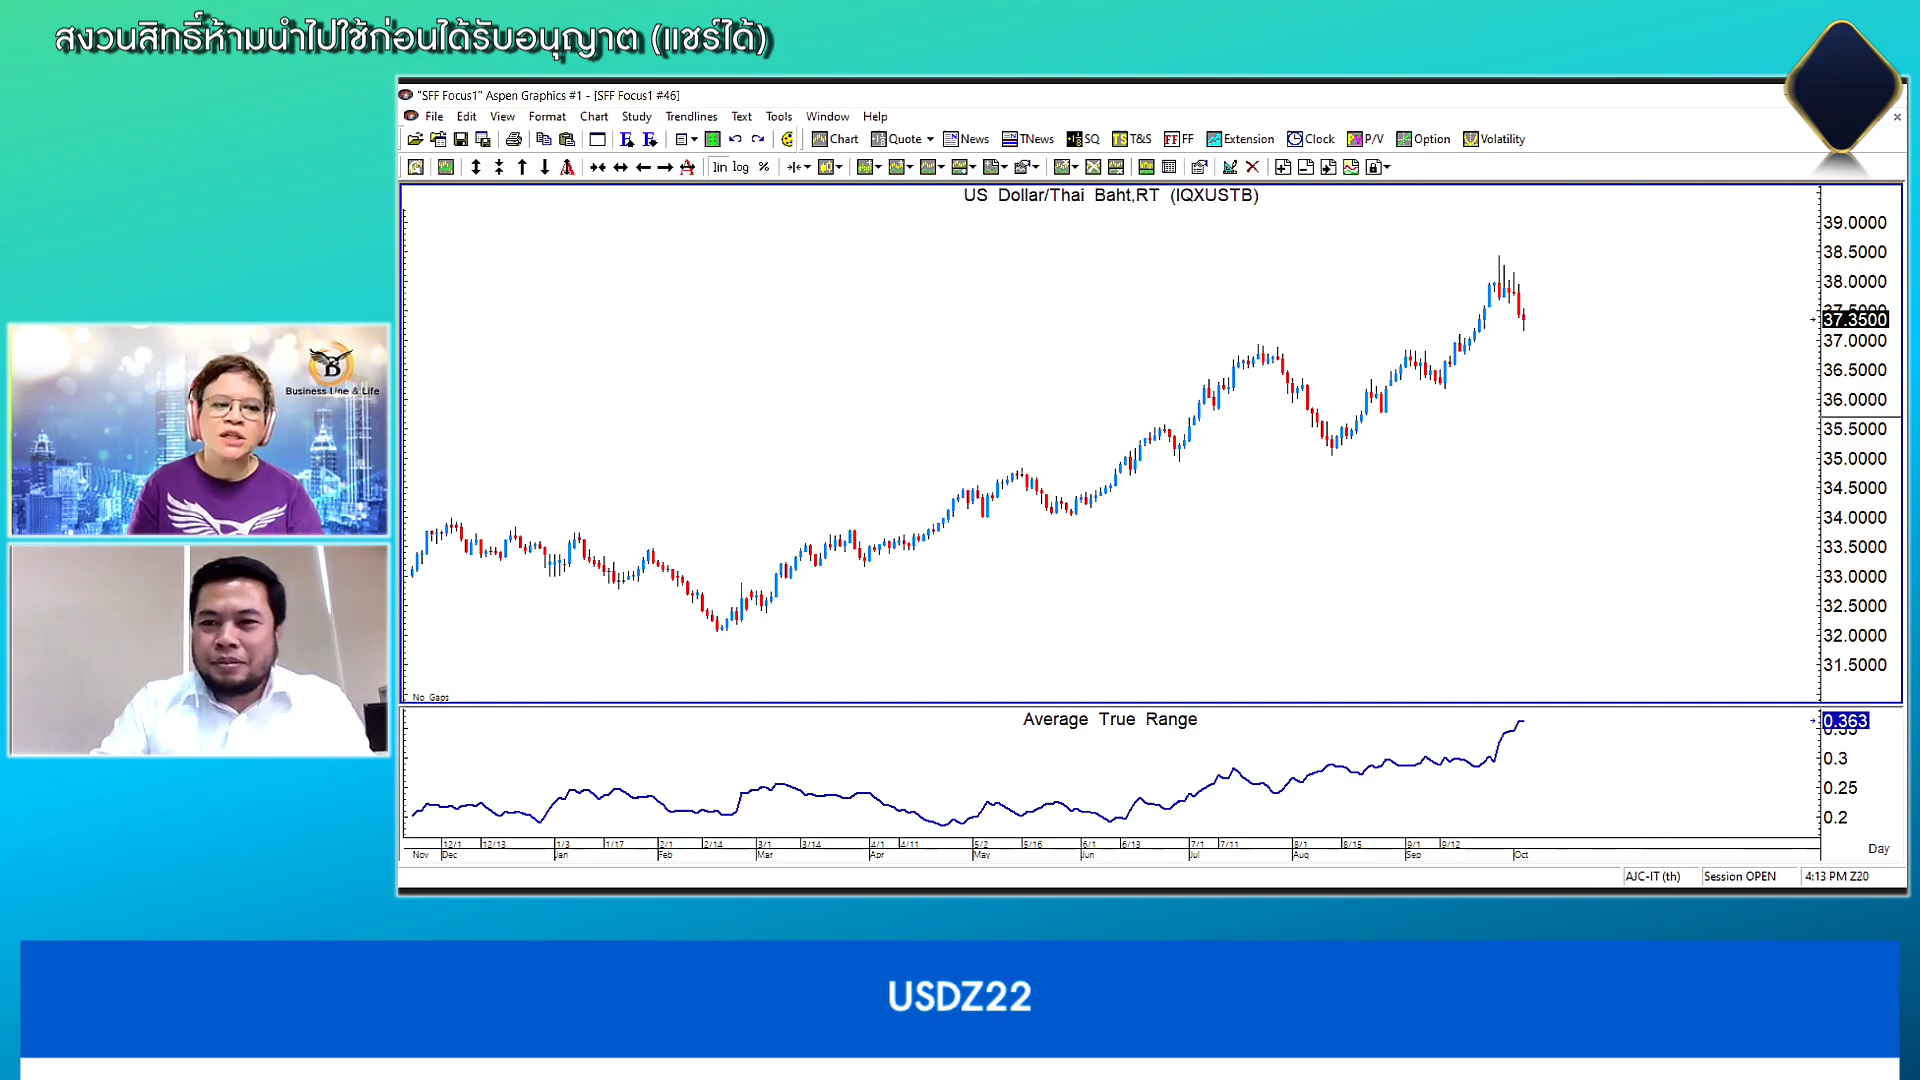 สงวนสิทธิ์ห้ามนำไปใช้ก่อนได้รับอนุญาต (แชร์ได้)
"SFF Focus1" Aspen Graphics #1 - [SFF Focus1 #46]
File Edit View Format Chart Study Trendlines Text Tools Window Help
Chart Quote News TNews SQ T&S FF Extension Clock P/V Option Volatility
lin log %
US Dollar/Thai Baht,RT (IQXUSTB)
39.0000
38.5000
38.0000
37.3500
37.0000
36.5000
36.0000
35.5000
35.0000
34.5000
34.0000
33.5000
33.0000
32.5000
32.0000
31.5000
No Gaps
Average True Range
0.363
0.3
0.25
0.2
12/1 12/13 1/3 1/17 2/1 2/14 3/1 3/14 4/1 4/11 5/2 5/16 6/1 6/13 7/1 7/11 8/1 8/15 9/1 9/12
Nov Dec Jan Feb Mar Apr May Jun Jul Aug Sep Oct
Day
AJC-IT (th) Session OPEN 4:13 PM Z20
B
Business Line & Life
USDZ22